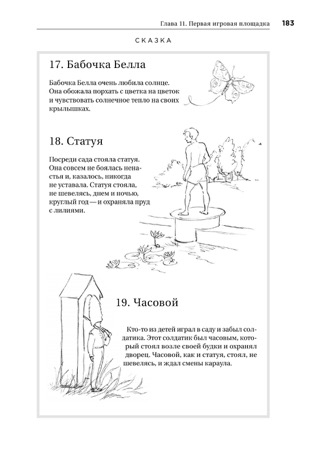 Глава 11. Первая игровая площадка 183
СКАЗКА
17. Бабочка Белла
Бабочка Белла очень любила солнце.
Она обожала порхать с цветка на цветок
и чувствовать солнечное тепло на своих
крылышках.
18. Статуя
Посреди сада стояла статуя.
Она совсем не боялась нена-
стья и, казалось, никогда
не уставала. Статуя стояла,
не шевелясь, днем и ночью,
круглый год — и охраняла пруд
с лилиями.
19. Часовой
Кто-то из детей играл в саду и забыл сол-
датика. Этот солдатик был часовым, кото-
рый стоял возле своей будки и охранял
дворец. Часовой, как и статуя, стоял, не
шевелясь, и ждал смены караула.